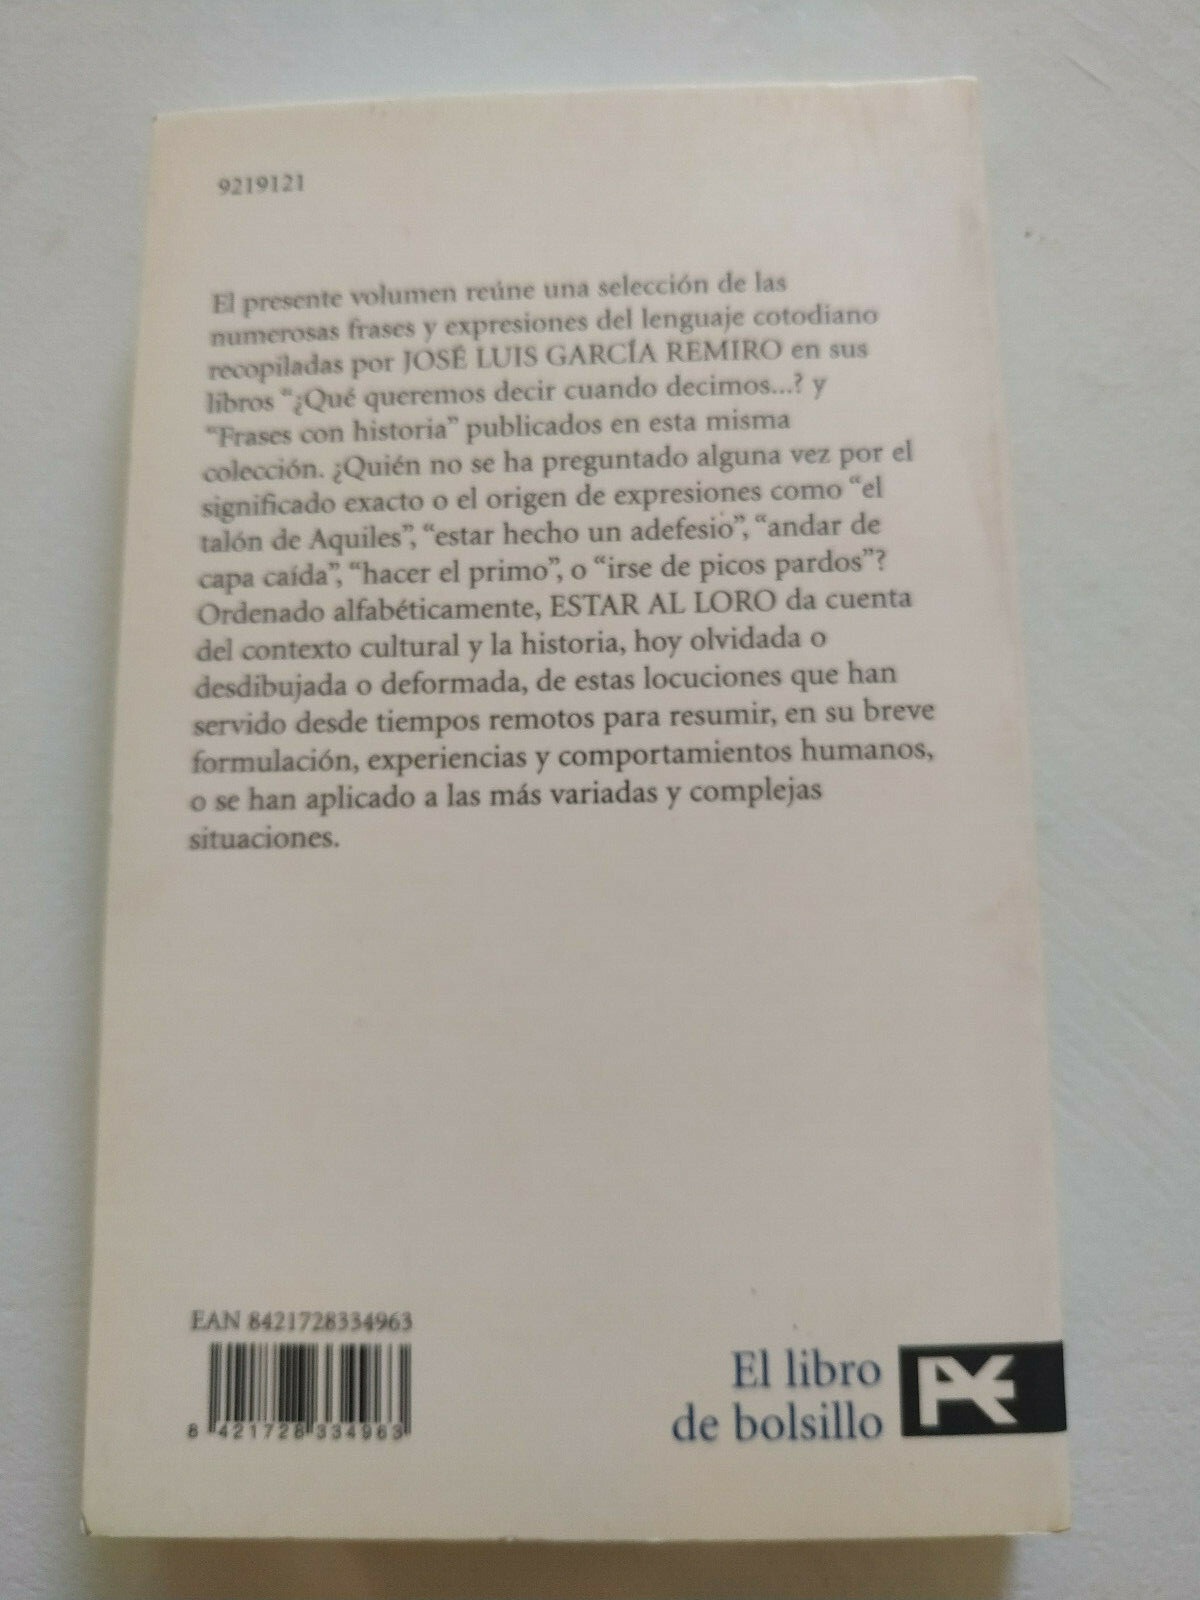 9219121
El presente volumen reúne una selección de las
numerosas frases y expresiones del lenguaje cotodiano
recopiladas por JOSÉ LUIS GARCÍA REMIRO en sus
libros “¿Qué queremos decir cuando decimos...? y
“Frases con historia” publicados en esta misma
colección. ¿Quién no se ha preguntado alguna vez por el
significado exacto o el origen de expresiones como “el
talón de Aquiles”, “estar hecho un adefesio”, “andar de
capa caída”, “hacer el primo”, o “irse de picos pardos”?
Ordenado alfabéticamente, ESTAR AL LORO da cuenta
del contexto cultural y la historia, hoy olvidada o
desdibujada o deformada, de estas locuciones que han
servido desde tiempos remotos para resumir, en su breve
formulación, experiencias y comportamientos humanos,
o se han aplicado a las más variadas y complejas
situaciones.
EAN 8421728334963
8 421728 334963
El libro
de bolsillo